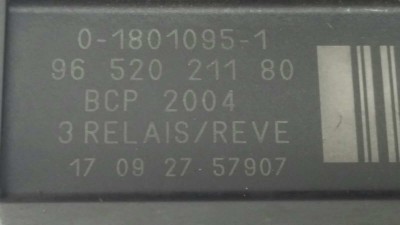 0-1801095-1
96 520 211 80
BCP 2004
3 RELAIS/REVE
17 09 27-57907